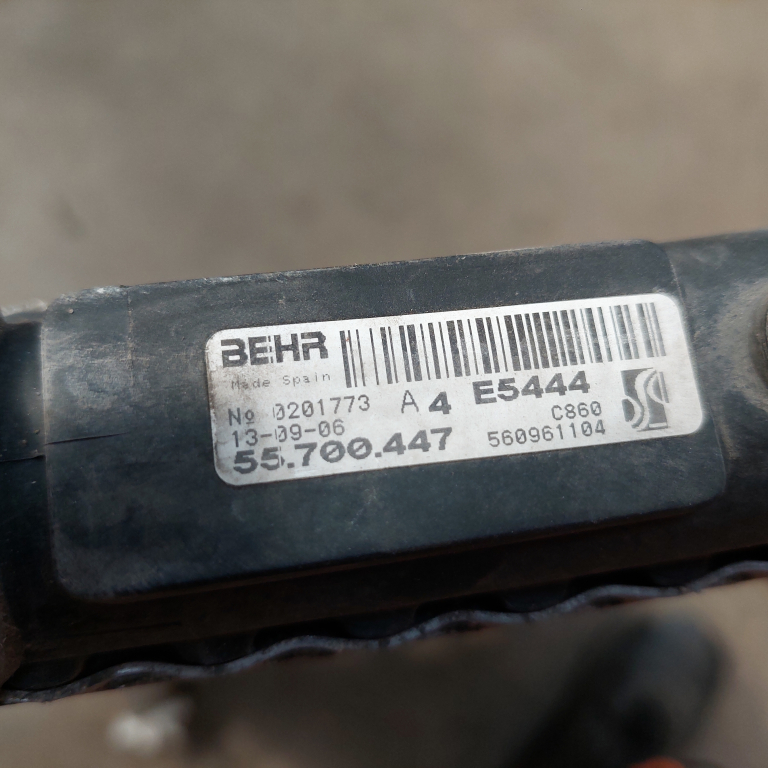 BEHR
Made Spain
No 0201773 A 4 E5444
13-09-06 C860
55.700.447 560961104